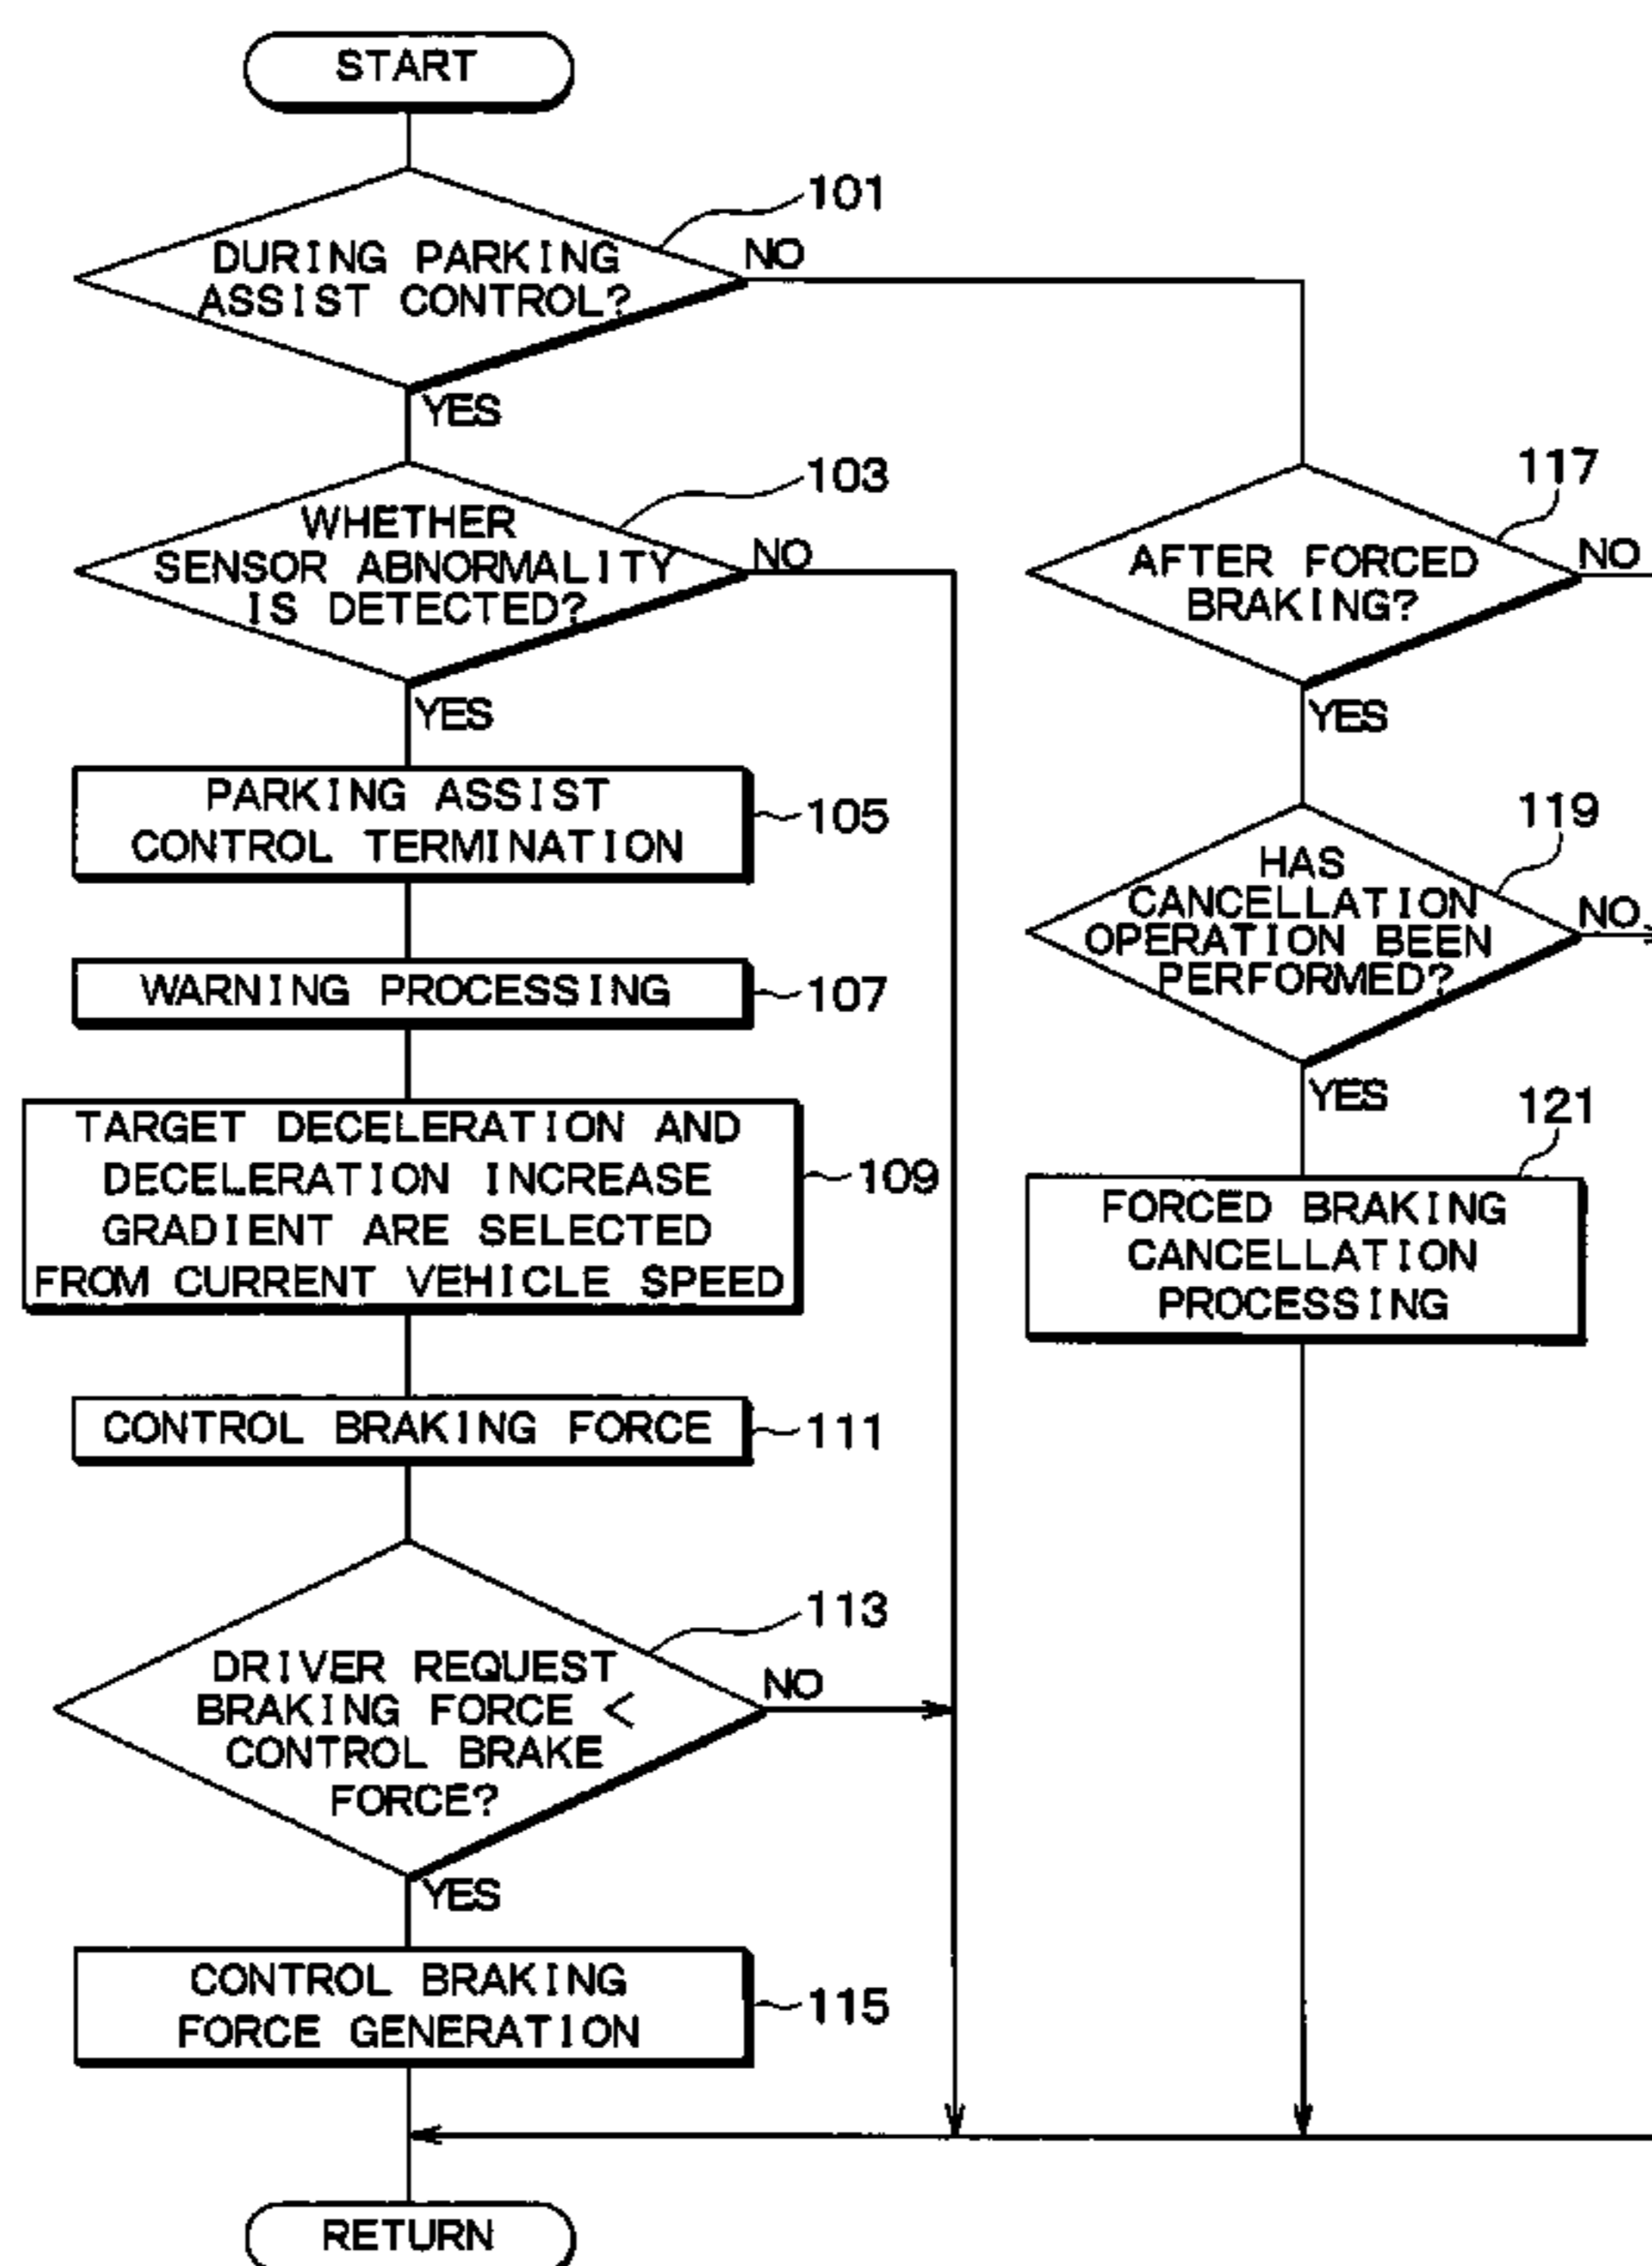 START
101
DURING PARKING
ASSIST CONTROL?
NO
YES
103
WHETHER
SENSOR ABNORMALITY
IS DETECTED?
NO
YES
PARKING ASSIST
CONTROL TERMINATION
105
WARNING PROCESSING
107
TARGET DECELERATION AND
DECELERATION INCREASE
GRADIENT ARE SELECTED
FROM CURRENT VEHICLE SPEED
109
CONTROL BRAKING FORCE
111
113
DRIVER REQUEST
BRAKING FORCE <
CONTROL BRAKE
FORCE?
NO
YES
CONTROL BRAKING
FORCE GENERATION
115
RETURN
117
AFTER FORCED
BRAKING?
NO
YES
119
HAS
CANCELLATION
OPERATION BEEN
PERFORMED?
NO
YES
121
FORCED BRAKING
CANCELLATION
PROCESSING